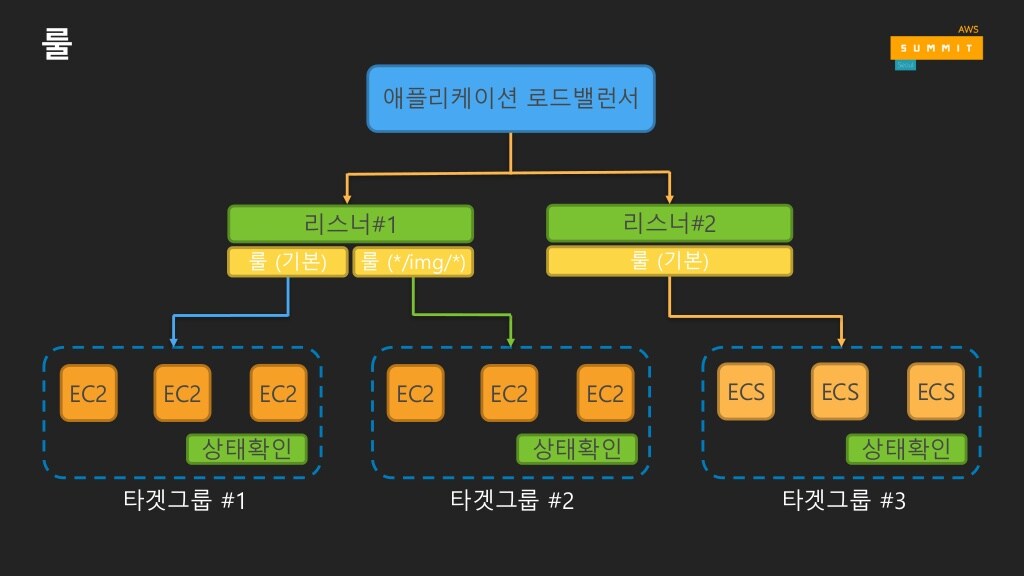 룰
AWS
SUMMIT
Seoul
애플리케이션 로드밸런서
리스너#1
리스너#2
룰 (기본)
룰 (*/img/*)
룰 (기본)
EC2
EC2
EC2
EC2
EC2
EC2
ECS
ECS
ECS
상태확인
상태확인
상태확인
타겟그룹 #1
타겟그룹 #2
타겟그룹 #3